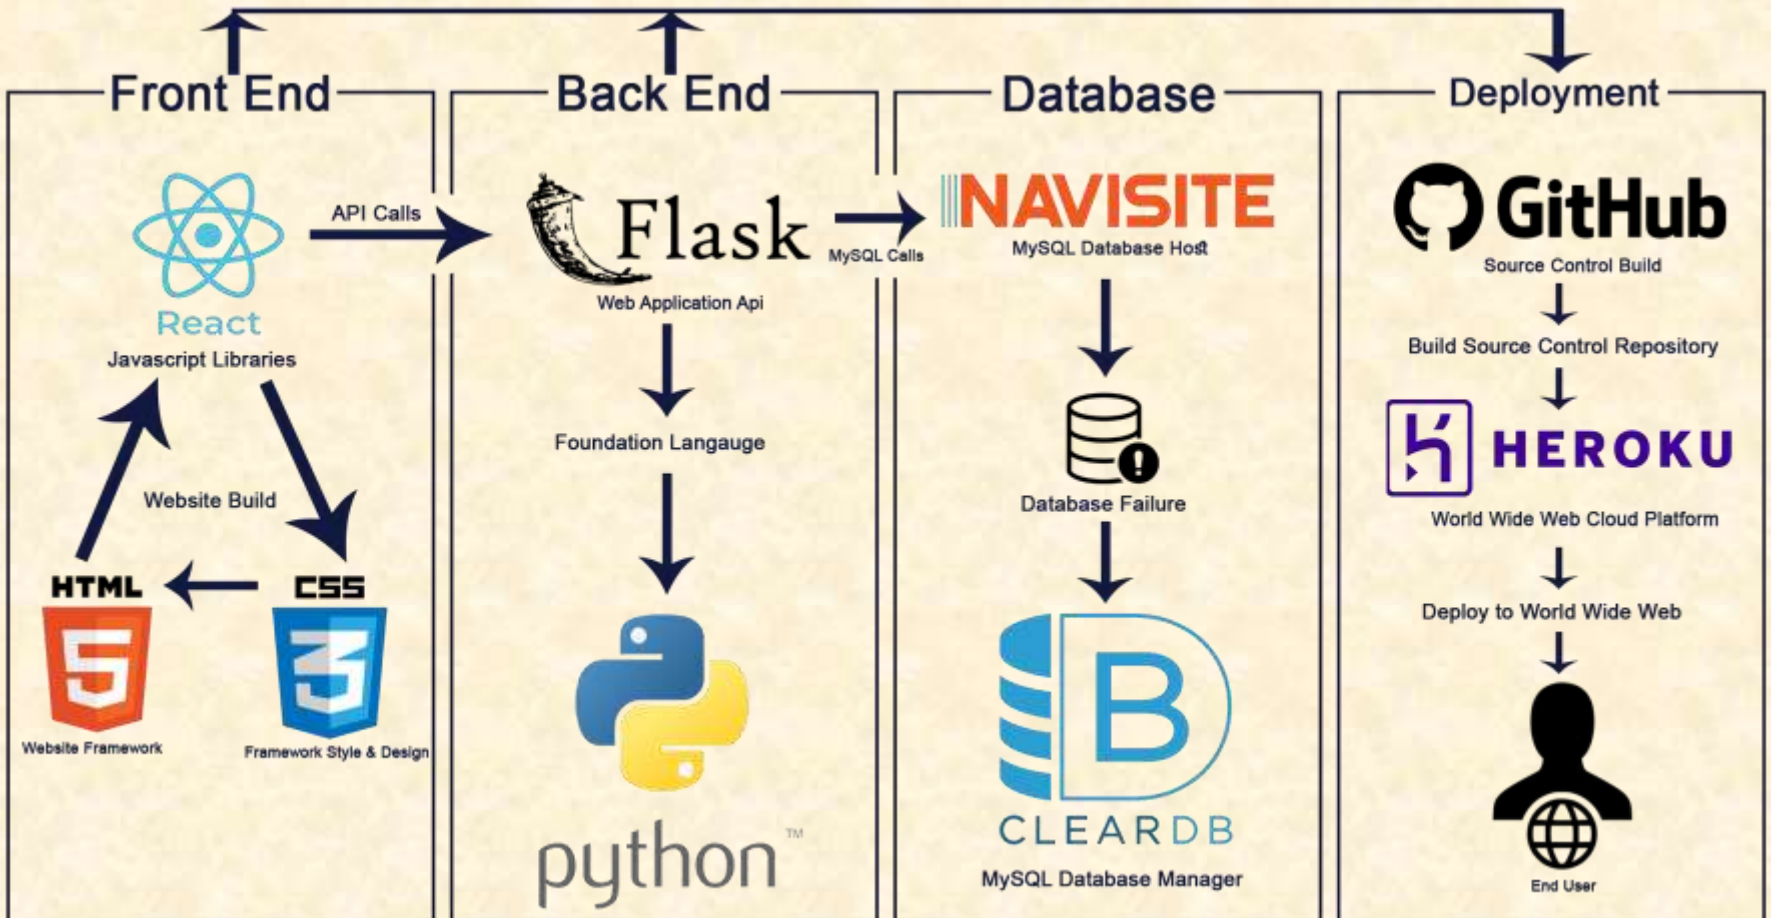 Front End
Back End
Database
Deployment
React
Javascript Libraries
API Calls
Website Build
HTML
5
Website Framework
CSS
3
Framework Style & Design
Flask
Web Application Api
MySQL Calls
Foundation Langauge
python™
NAVISITE
MySQL Database Host
Database Failure
B
CLEARDB
MySQL Database Manager
GitHub
Source Control Build
Build Source Control Repository
HEROKU
World Wide Web Cloud Platform
Deploy to World Wide Web
End User